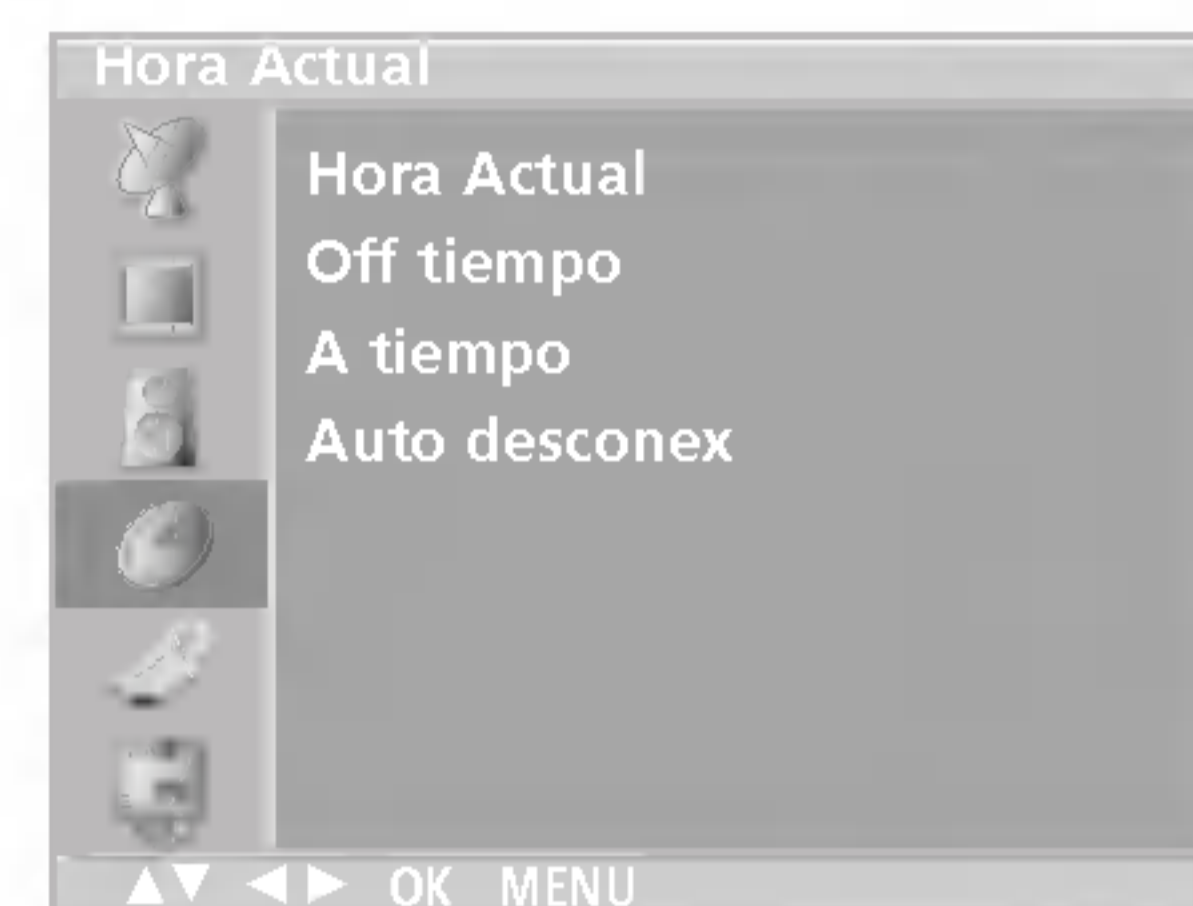 Hora Actual
Hora Actual
Off tiempo
A tiempo
Auto desconex
▲▼ ◀▶ OK MENU